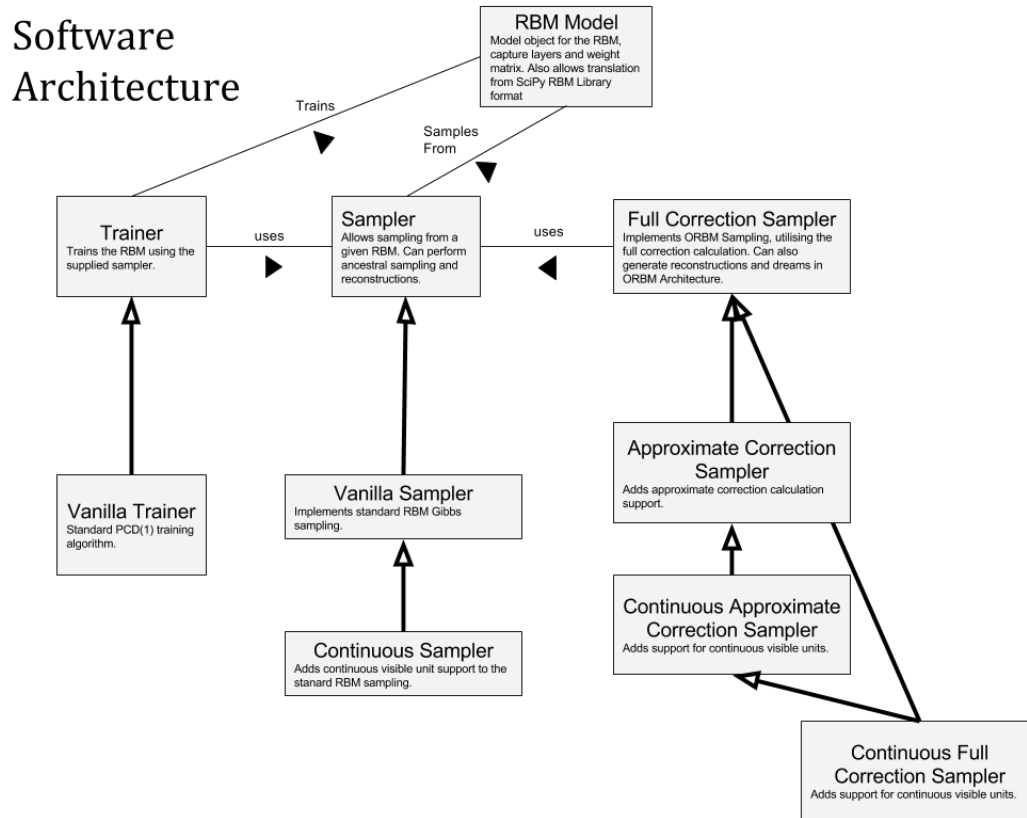 Software
Architecture
RBM Model
Model object for the RBM,
capture layers and weight
matrix. Also allows translation
from SciPy RBM Library
format
Trains
Samples
From
Trainer
Trains the RBM using the
supplied sampler.
uses
Sampler
Allows sampling from a
given RBM. Can perform
ancestral sampling and
reconstructions.
uses
Full Correction Sampler
Implements ORBM Sampling, utilising the
full correction calculation. Can also
generate reconstructions and dreams in
ORBM Architecture.
Approximate Correction
Sampler
Adds approximate correction calculation
support.
Vanilla Trainer
Standard PCD(1) training
algorithm.
Vanilla Sampler
Implements standard RBM Gibbs
sampling.
Continuous Approximate
Correction Sampler
Adds support for continuous visible units.
Continuous Sampler
Adds continuous visible unit support to the
stanard RBM sampling.
Continuous Full
Correction Sampler
Adds support for continuous visible units.